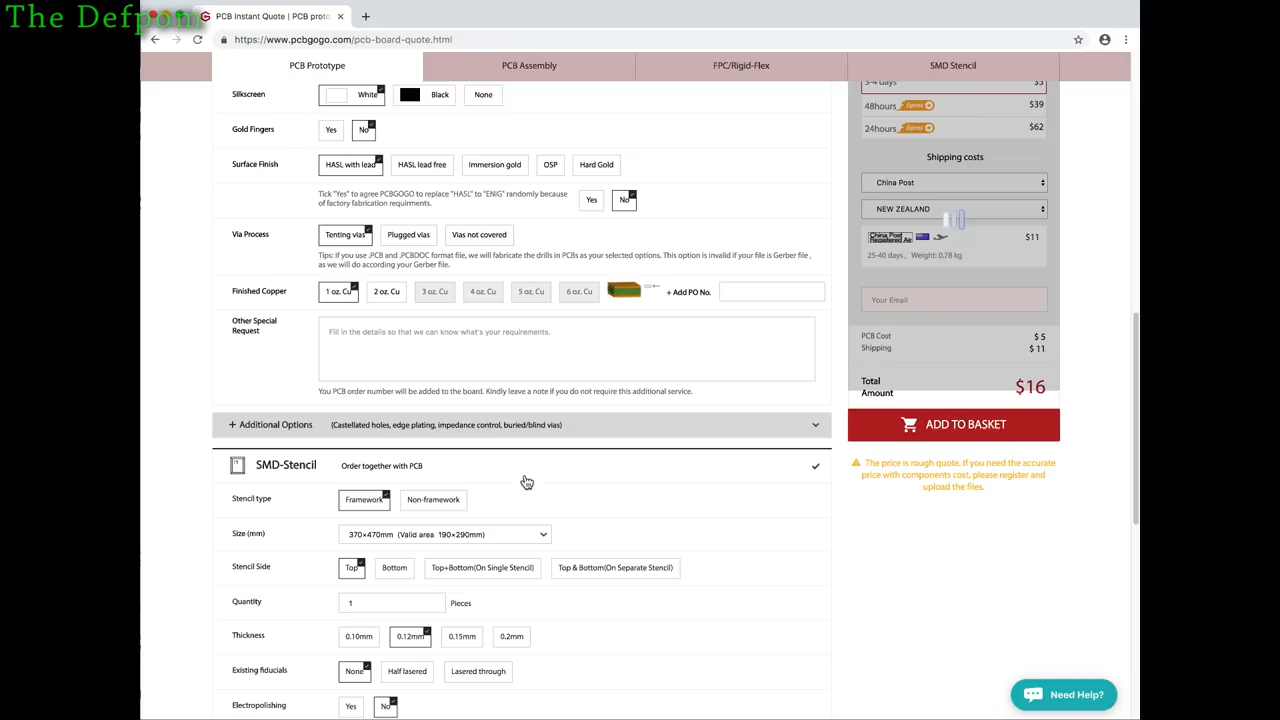 The Defpom
PCB Instant Quote | PCB proto
https://www.pcbgogo.com/pcb-board-quote.html
PCB Prototype
PCB Assembly
FPC/Rigid-Flex
SMD Stencil
Silkscreen
White
Black
None
Gold Fingers
Yes
No
Surface Finish
HASL with lead
HASL lead free
Immersion gold
OSP
Hard Gold
Tick "Yes" to agree PCBGOGO to replace "HASL" to "ENIG" randomly because
of factory fabrication requirments.
Yes
No
Via Process
Tenting vias
Plugged vias
Vias not covered
Tips: If you use .PCB and .PCBDOC format file, we will fabricate the drills in PCBs as your selected options. This option is invalid if your file is Gerber file ,
as we will do according your Gerber file.
Finished Copper
1 oz. Cu
2 oz. Cu
3 oz. Cu
4 oz. Cu
5 oz. Cu
6 oz. Cu
+ Add PO No.
Other Special
Request
Fill in the details so that we can know what's your requirements.
You PCB order number will be added to the board. Kindly leave a note if you do not require this additional service.
+ Additional Options
(Castellated holes, edge plating, impedance control, buried/blind vias)
SMD-Stencil
Order together with PCB
Stencil type
Framework
Non-framework
Size (mm)
370×470mm (Valid area 190×290mm)
Stencil Side
Top
Bottom
Top+Bottom(On Single Stencil)
Top & Bottom(On Separate Stencil)
Quantity
1
Pieces
Thickness
0.10mm
0.12mm
0.15mm
0.2mm
Existing fiducials
None
Half lasered
Lasered through
Electropolishing
Yes
No
3-4 days
$5
48hours
Express
$39
24hours
Express
$62
Shipping costs
China Post
NEW ZEALAND
China Post
Registered Air
$11
25-40 days , Weight: 0.78 kg
Your Email
PCB Cost
$ 5
Shipping
$ 11
Total
Amount
$16
ADD TO BASKET
The price is rough quote. If you need the accurate
price with components cost, please register and
upload the files.
Need Help?